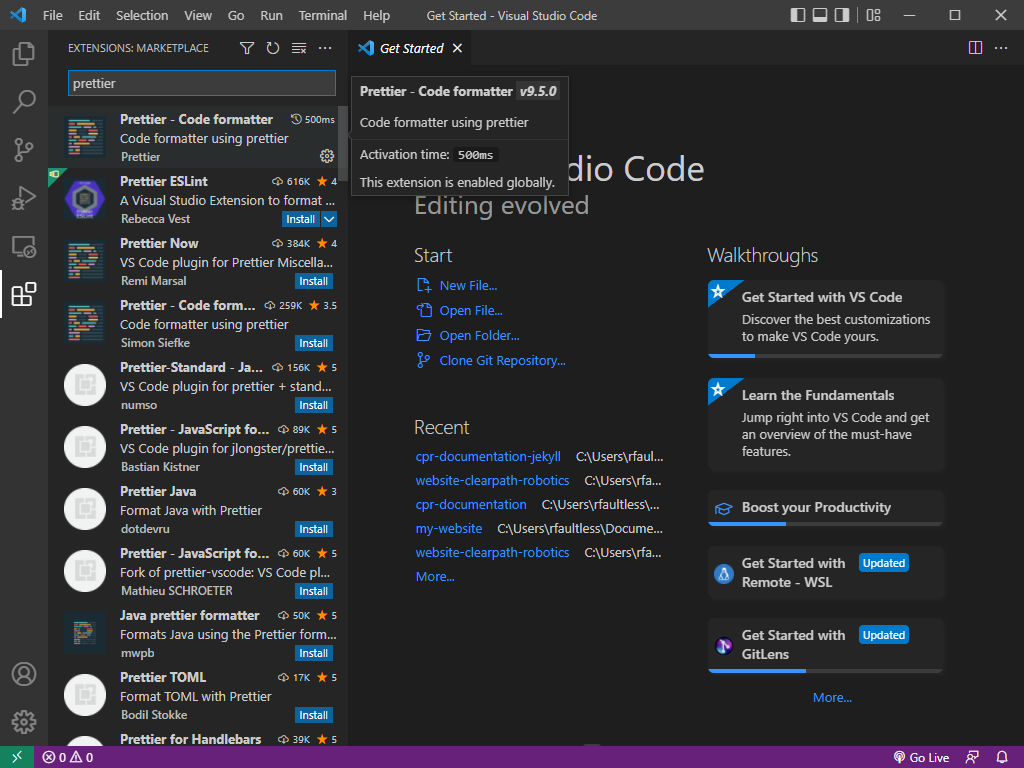 File Edit Selection View Go Run Terminal Help Get Started - Visual Studio Code
EXTENSIONS: MARKETPLACE
prettier
Prettier - Code formatter 500ms
Code formatter using prettier
Prettier
Prettier ESLint 616K ★ 4
A Visual Studio Extension to format ...
Rebecca Vest Install
Prettier Now 384K ★ 4
VS Code plugin for Prettier Miscella...
Remi Marsal Install
Prettier - Code form... 259K ★ 3.5
Code formatter using prettier
Simon Siefke Install
Prettier-Standard - Ja... 156K ★ 5
VS Code plugin for prettier + stand...
numso Install
Prettier - JavaScript fo... 89K ★ 5
VS Code plugin for jlongster/prettie...
Bastian Kistner Install
Prettier Java 60K ★ 3
Format Java with Prettier
dotdevru Install
Prettier - JavaScript fo... 60K ★ 5
Fork of prettier-vscode: VS Code pl...
Mathieu SCHROETER Install
Java prettier formatter 50K ★ 5
Formats Java using the Prettier form...
mwpb Install
Prettier TOML 17K ★ 5
Format TOML with Prettier
Bodil Stokke Install
Prettier for Handlebars 39K ★ 5
Get Started
Prettier - Code formatter v9.5.0
Code formatter using prettier
Activation time: 500ms
This extension is enabled globally.
dio Code
Editing evolved
Start
New File...
Open File...
Open Folder...
Clone Git Repository...
Recent
cpr-documentation-jekyll C:\Users\rfaul...
website-clearpath-robotics C:\Users\rfa...
cpr-documentation C:\Users\rfaultless\...
my-website C:\Users\rfaultless\Docume...
website-clearpath-robotics C:\Users\rfa...
More...
Walkthroughs
Get Started with VS Code
Discover the best customizations
to make VS Code yours.
Learn the Fundamentals
Jump right into VS Code and get
an overview of the must-have
features.
Boost your Productivity
Get Started with Updated
Remote - WSL
Get Started with Updated
GitLens
More...
0 0 Go Live